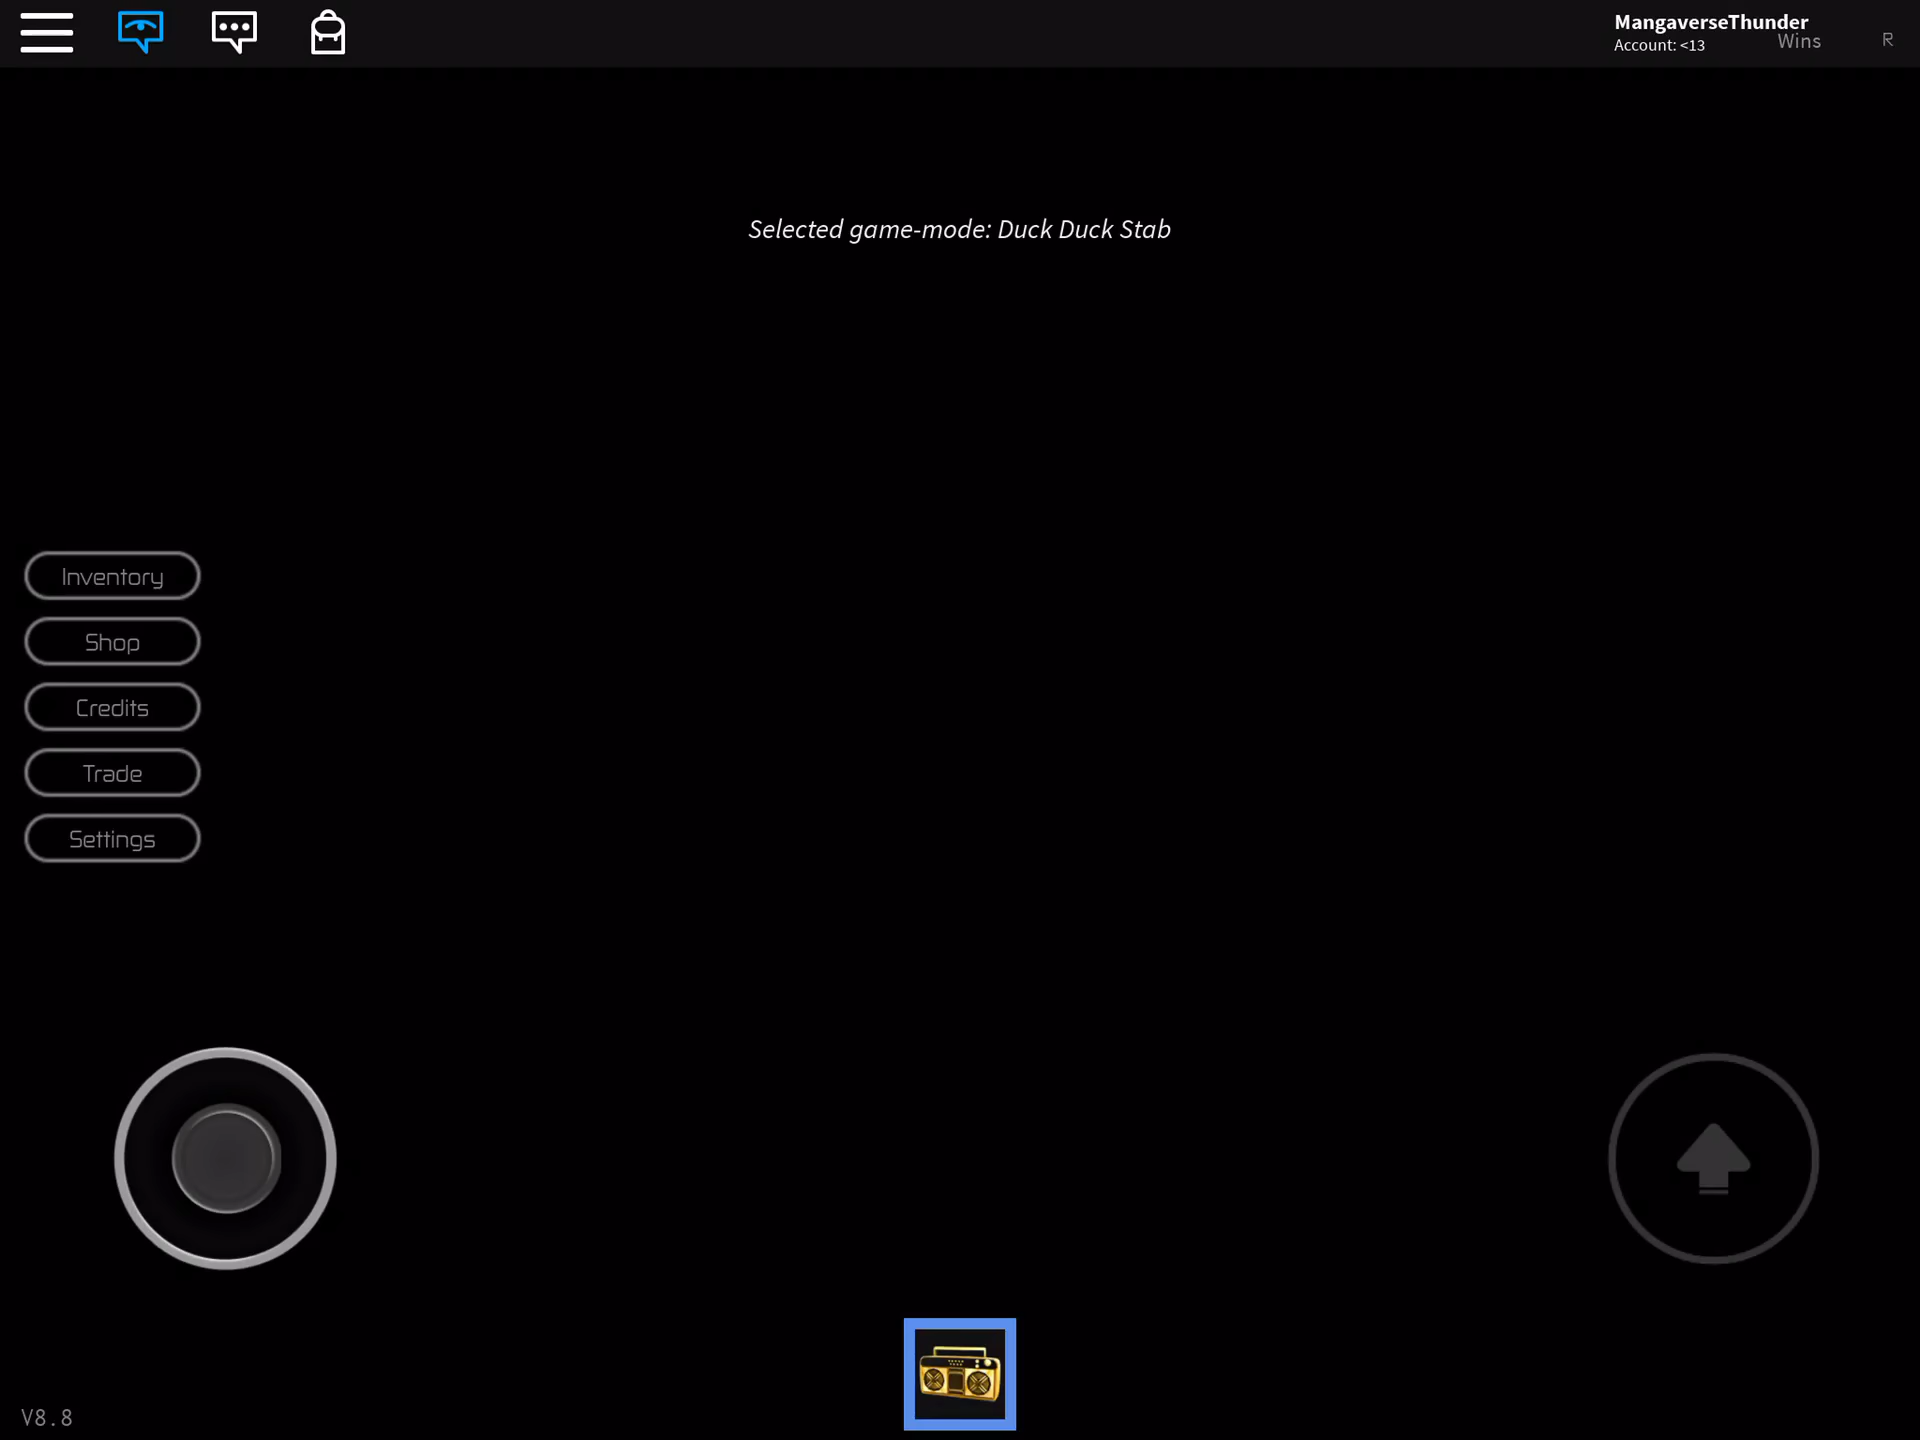 MangaverseThunder
Account: <13
Wins
R
Selected game-mode: Duck Duck Stab
Inventory
Shop
Credits
Trade
Settings
V8.8